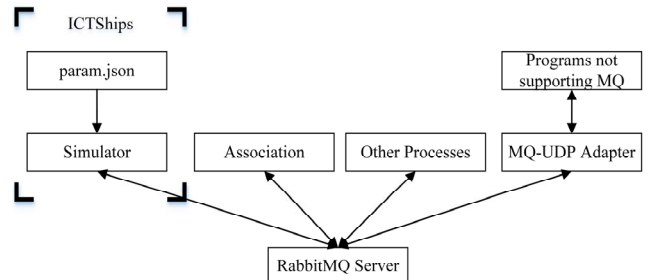 ICTShips
param.json
Programs not
supporting MQ
Simulator
Association
Other Processes
MQ-UDP Adapter
RabbitMQ Server